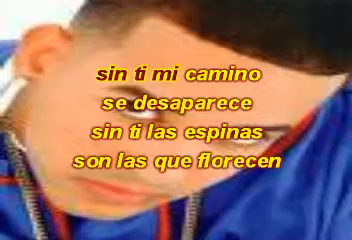 sin ti mi camino
se desaparece
sin ti las espinas
son las que florecen